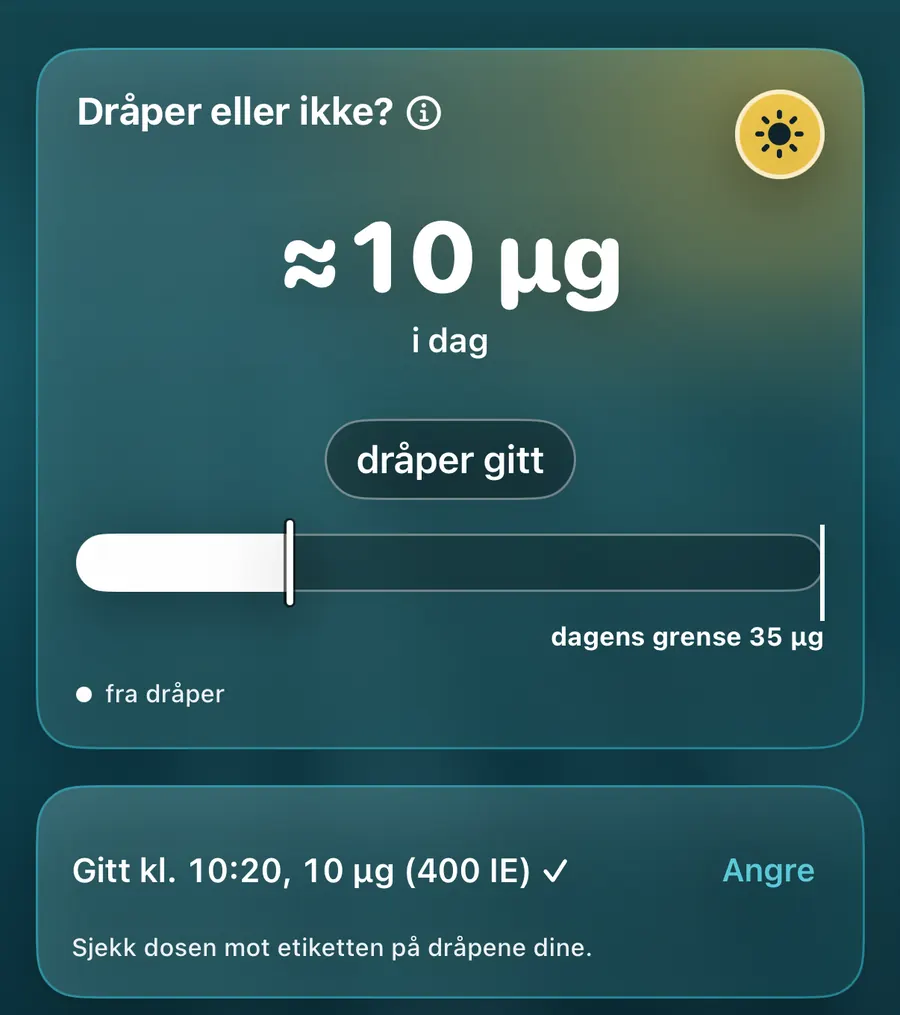 Dråper eller ikke?
≈10 µg
i dag
dråper gitt
dagens grense 35 µg
fra dråper
Gitt kl. 10:20, 10 µg (400 IE) ✓
Angre
Sjekk dosen mot etiketten på dråpene dine.